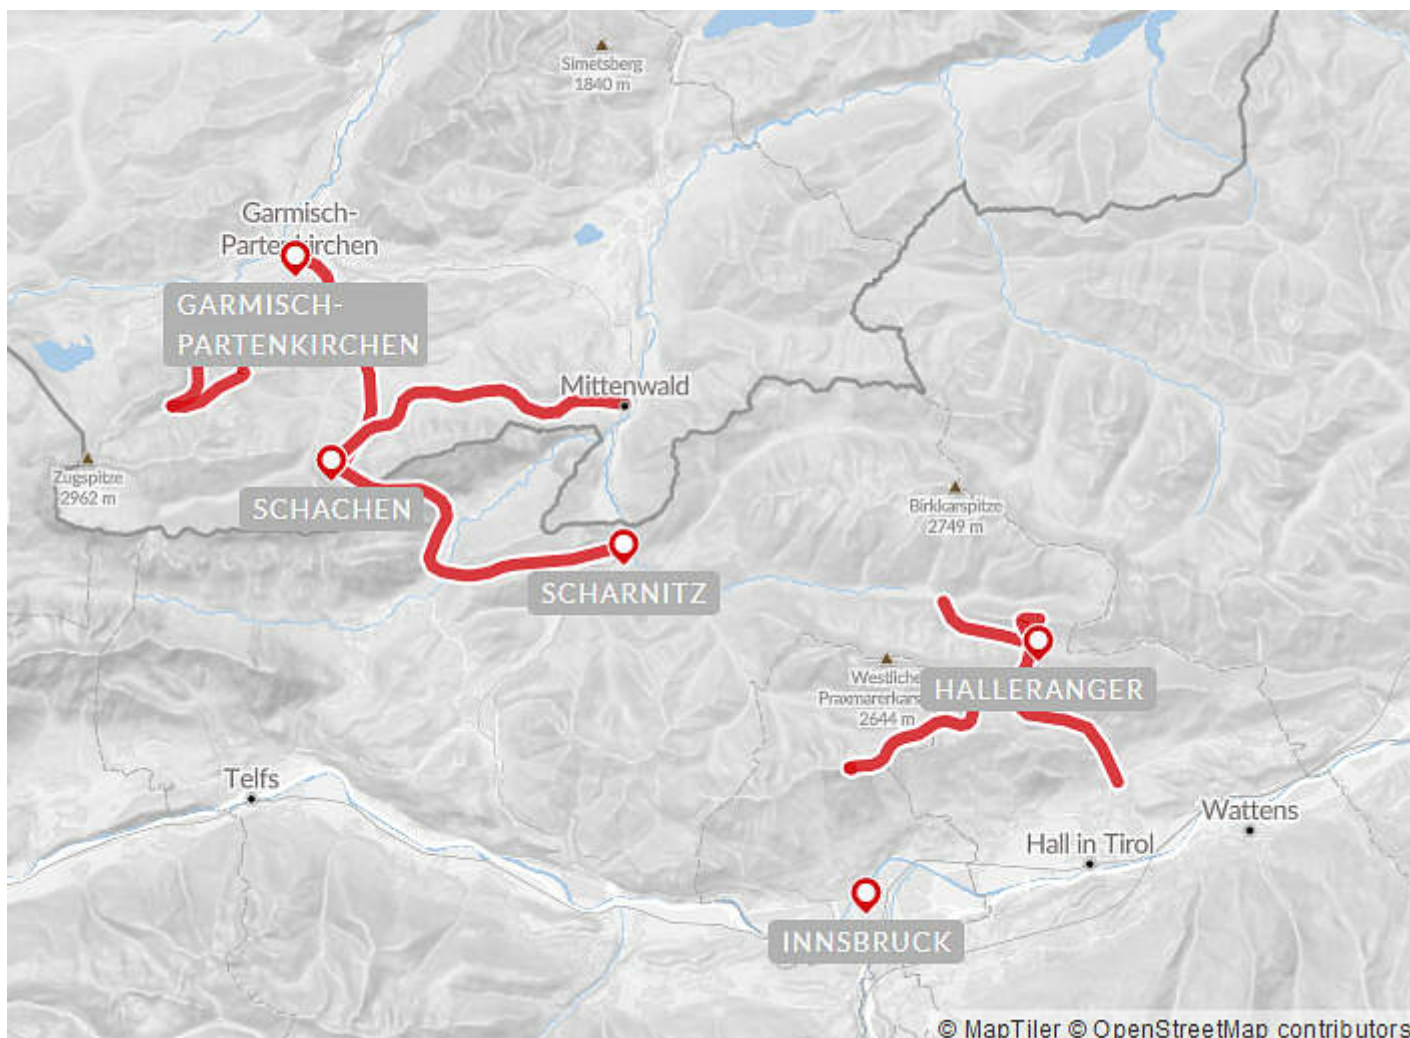 Simetsberg
1840 m
Garmisch-
Partenkirchen
GARMISCH-
PARTENKIRCHEN
Mittenwald
Zugspitze
2962 m
SCHACHEN
Birkkarspitze
2749 m
SCHARNITZ
Westliche
2644 m
HALLERANGER
Telfs
Wattens
Hall in Tirol
INNSBRUCK
© MapTiler © OpenStreetMap contributors